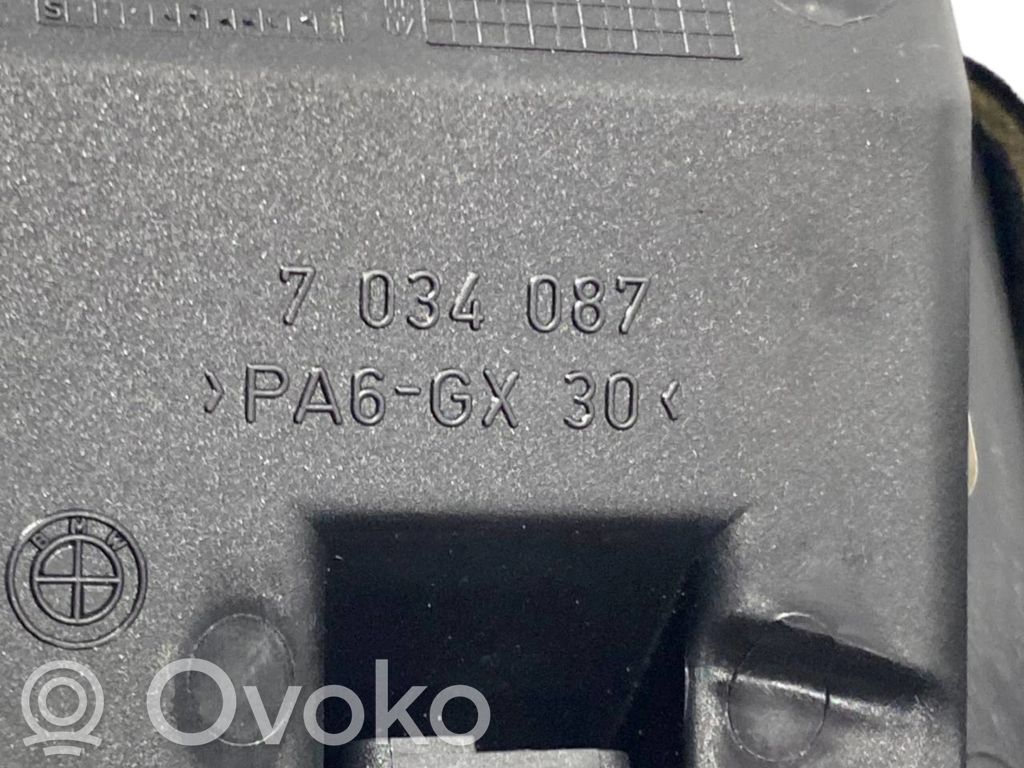 7 034 087
>PA6-GX 30<
BMW
Ovoko